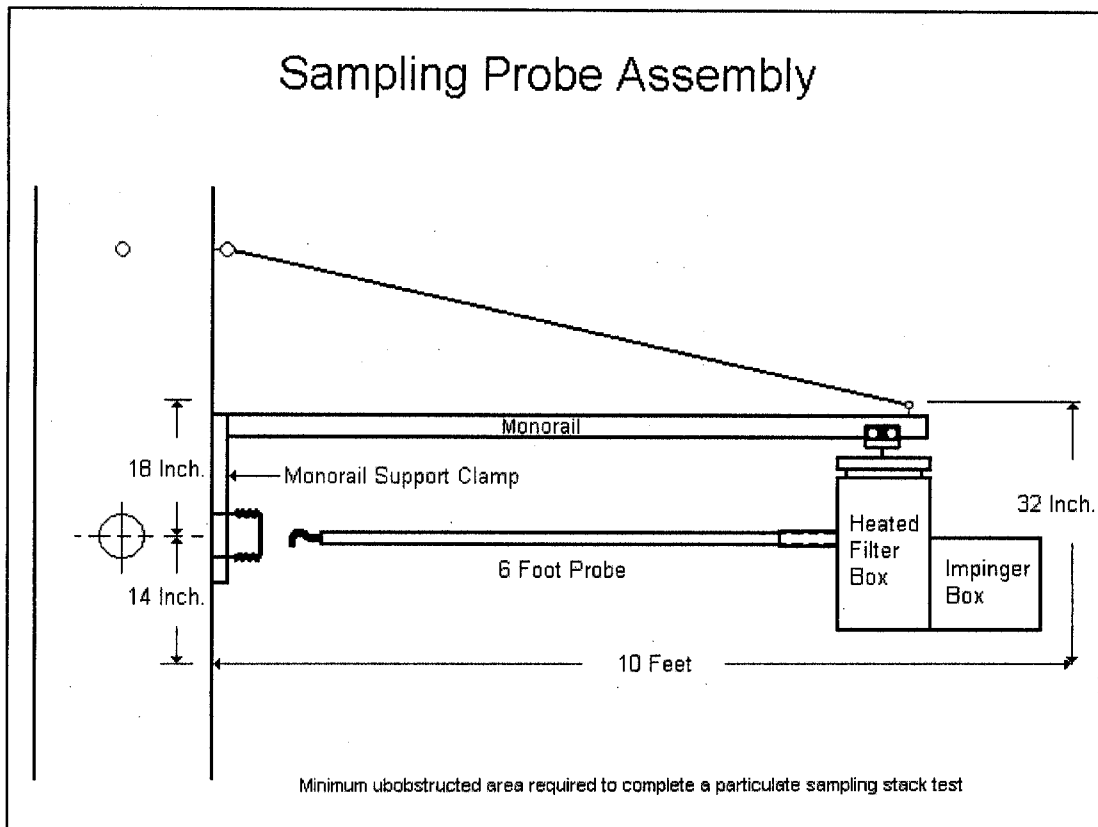 Sampling Probe Assembly
Monorail
18 Inch.
Monorail Support Clamp
32 Inch.
Heated
Filter
Box
6 Foot Probe
Impinger
Box
14 Inch.
10 Feet
Minimum ubobstructed area required to complete a particulate sampling stack test